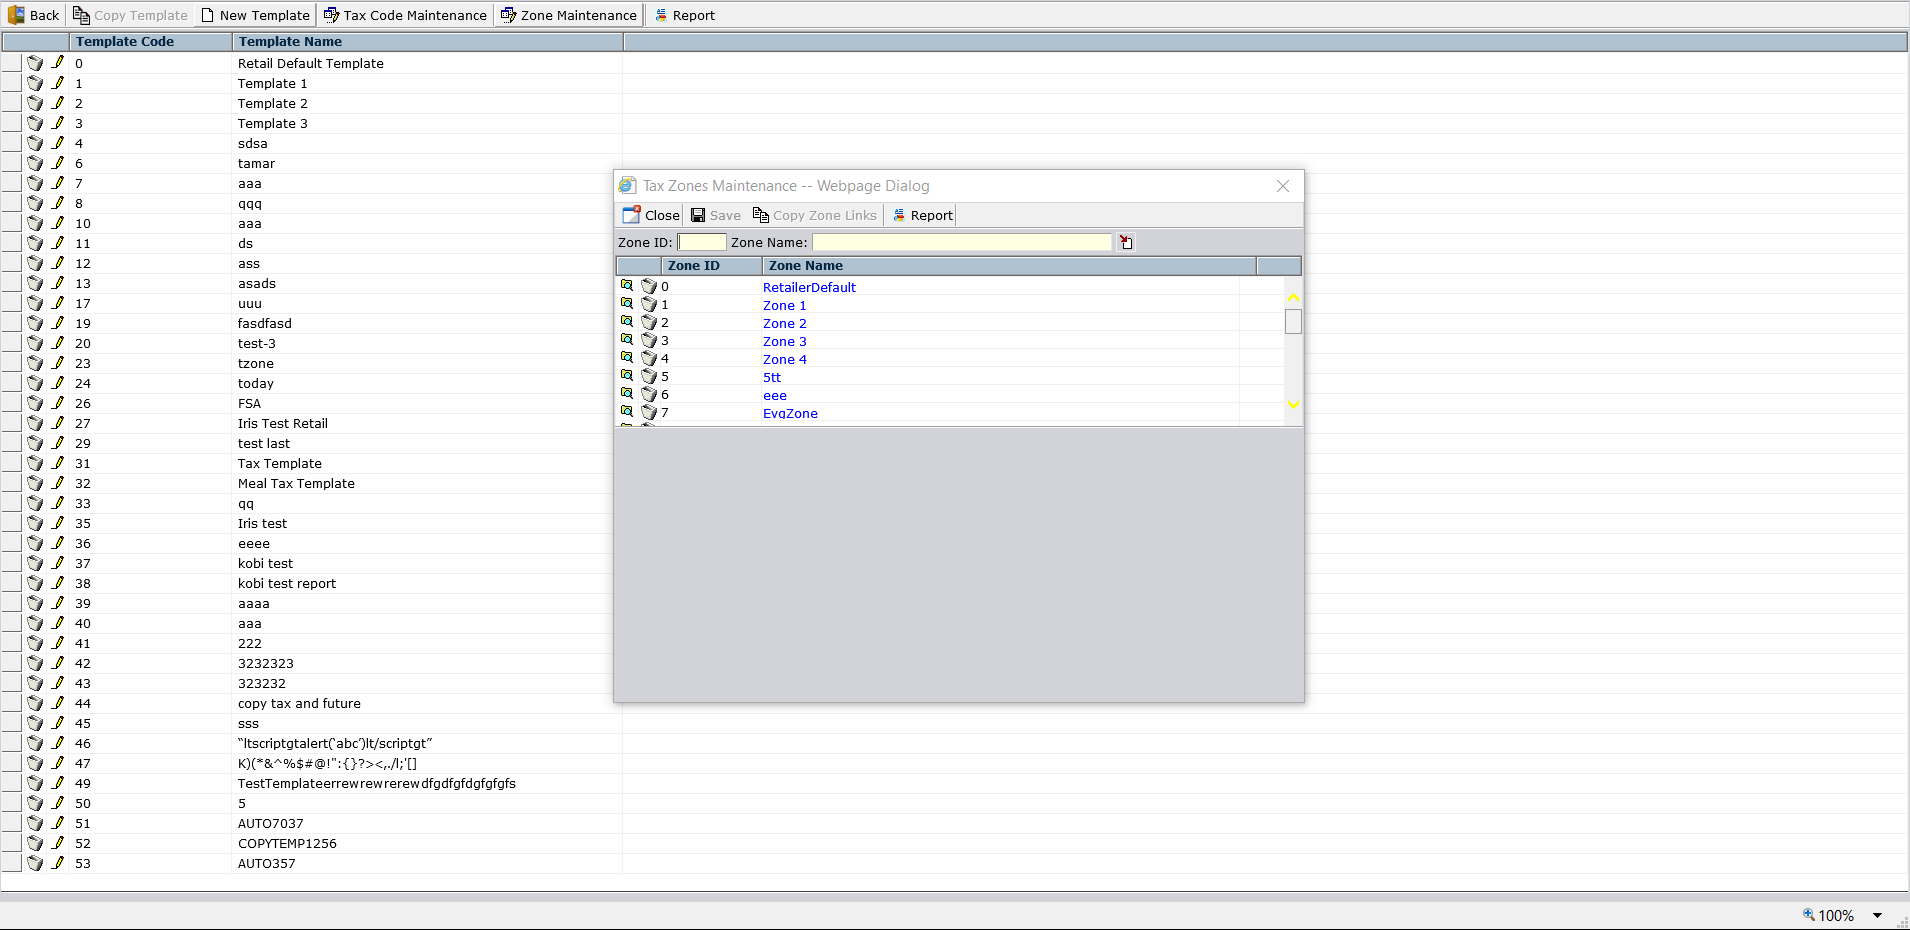 Back Copy Template New Template Tax Code Maintenance Zone Maintenance Report
Template Code Template Name
0 Retail Default Template
1 Template 1
2 Template 2
3 Template 3
4 sdsa
6 tamar
7 aaa
8 qqq
10 aaa
11 ds
12 ass
13 asads
17 uuu
19 fasdfasd
20 test-3
23 tzone
24 today
26 FSA
27 Iris Test Retail
29 test last
31 Tax Template
32 Meal Tax Template
33 qq
35 Iris test
36 eeee
37 kobi test
38 kobi test report
39 aaaa
40 aaa
41 222
42 3232323
43 323232
44 copy tax and future
45 sss
46 “ltscriptgtalert(‘abc’)lt/scriptgt”
47 K)(*&^%$#@!":{}?><,./l;'[]
49 TestTemplateerrewrewrerewdfgdfgfdgfgfgfs
50 5
51 AUTO7037
52 COPYTEMP1256
53 AUTO357
Tax Zones Maintenance -- Webpage Dialog
Close Save Copy Zone Links Report
Zone ID: Zone Name:
Zone ID Zone Name
0 RetailerDefault
1 Zone 1
2 Zone 2
3 Zone 3
4 Zone 4
5 5tt
6 eee
7 EvgZone
100%